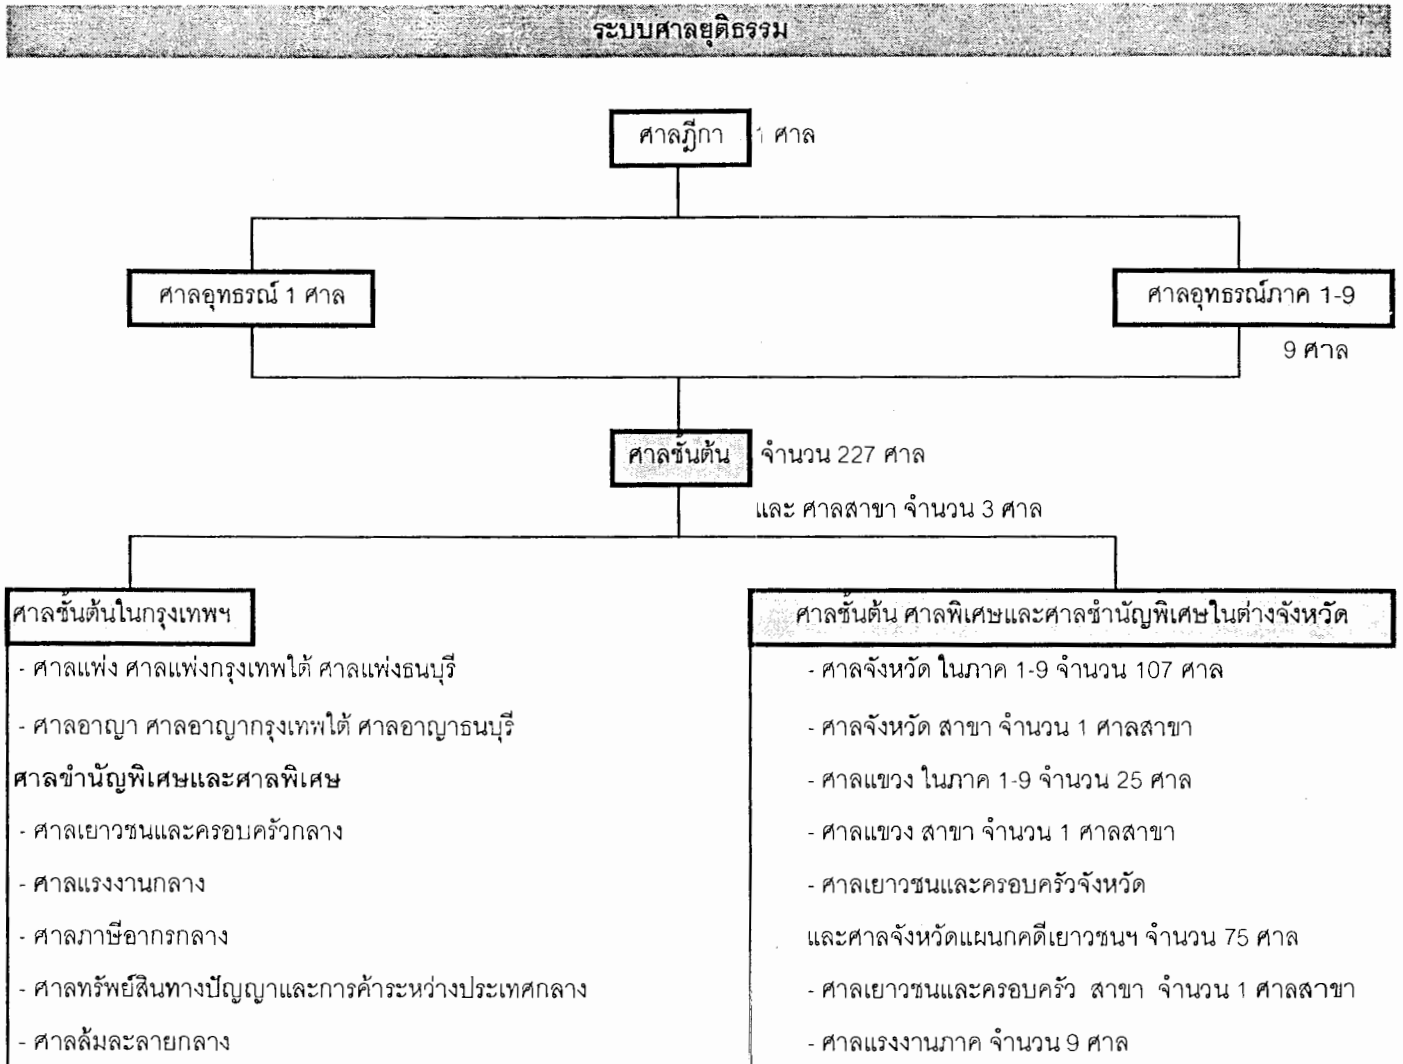 ระบบศาลยุติธรรม
ศาลฎีกา 1 ศาล
ศาลอุทธรณ์ 1 ศาล
ศาลอุทธรณ์ภาค 1-9
9 ศาล
ศาลชั้นต้น จำนวน 227 ศาล
และ ศาลสาขา จำนวน 3 ศาล
ศาลชั้นต้นในกรุงเทพฯ
- ศาลแพ่ง ศาลแพ่งกรุงเทพใต้ ศาลแพ่งธนบุรี
- ศาลอาญา ศาลอาญากรุงเทพใต้ ศาลอาญาธนบุรี
ศาลชำนัญพิเศษและศาลพิเศษ
- ศาลเยาวชนและครอบครัวกลาง
- ศาลแรงงานกลาง
- ศาลภาษีอากรกลาง
- ศาลทรัพย์สินทางปัญญาและการค้าระหว่างประเทศกลาง
- ศาลล้มละลายกลาง
ศาลชั้นต้น ศาลพิเศษและศาลชำนัญพิเศษในต่างจังหวัด
- ศาลจังหวัด ในภาค 1-9 จำนวน 107 ศาล
- ศาลจังหวัด สาขา จำนวน 1 ศาลสาขา
- ศาลแขวง ในภาค 1-9 จำนวน 25 ศาล
- ศาลแขวง สาขา จำนวน 1 ศาลสาขา
- ศาลเยาวชนและครอบครัวจังหวัด
และศาลจังหวัดแผนกคดีเยาวชนฯ จำนวน 75 ศาล
- ศาลเยาวชนและครอบครัว สาขา จำนวน 1 ศาลสาขา
- ศาลแรงงานภาค จำนวน 9 ศาล